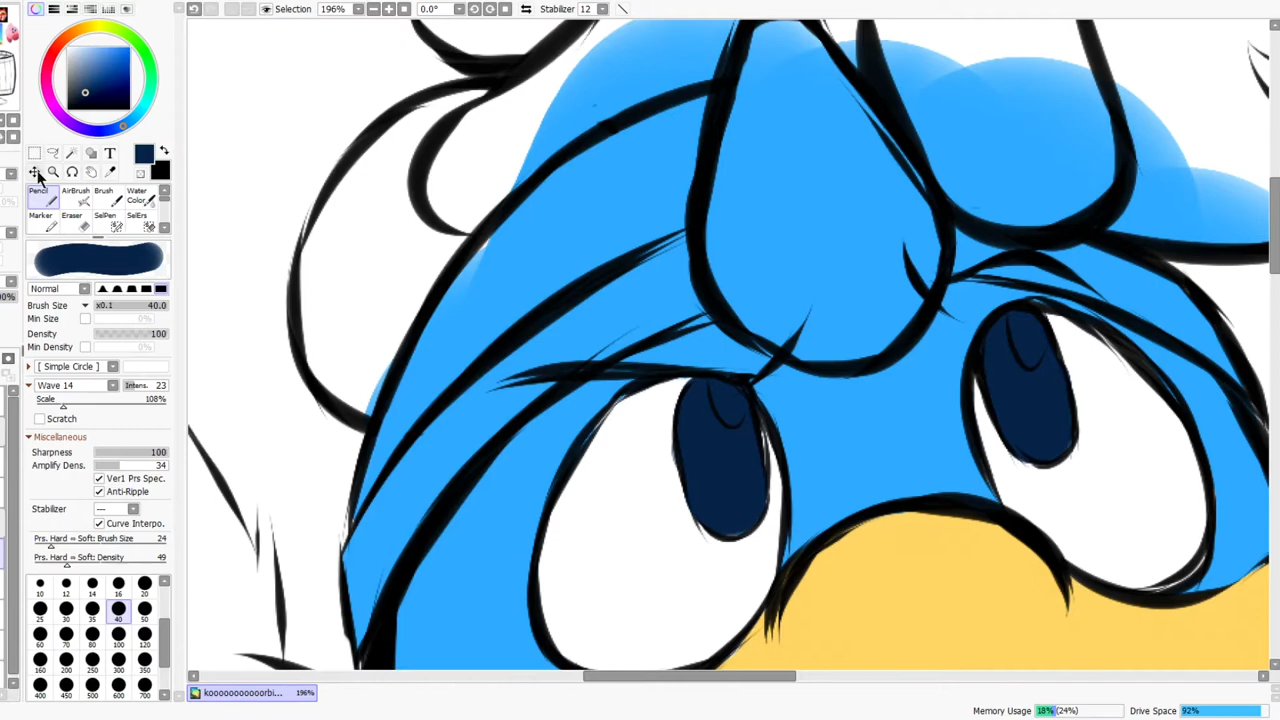 Selection 196% 0.0° Stabilizer 12
T
Pencil AirBrush Brush Water Color
Marker Eraser SelPen SelErs
Normal
Brush Size x0.1 40.0
Min Size 0%
Density 100
Min Density 0%
[ Simple Circle ]
Wave 14 Intens. 23
Scale 108%
Scratch
Miscellaneous
Sharpness 100
Amplify Dens. 34
Ver1 Prs Spec.
Anti-Ripple
Stabilizer ---
Curve Interpo.
Prs. Hard ⇔ Soft: Brush Size 24
Prs. Hard ⇔ Soft: Density 49
10 12 14 16 20
25 30 35 40 50
60 70 80 100 120
160 200 250 300 350
400 450 500 600 700
kooooooooooorbi... 196%
Memory Usage 18% (24%) Drive Space 92%